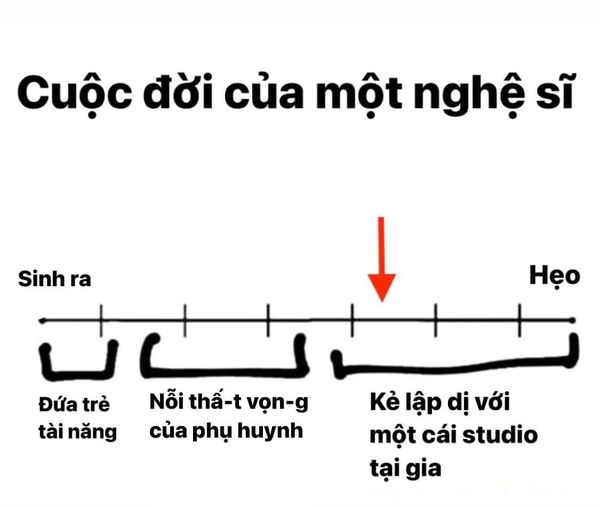 Cuộc đời của một nghệ sĩ
Sinh ra
Hẹo
Đứa trẻ
tài năng
Nỗi thấ-t vọn-g
của phụ huynh
Kẻ lập dị với
một cái studio
tại gia